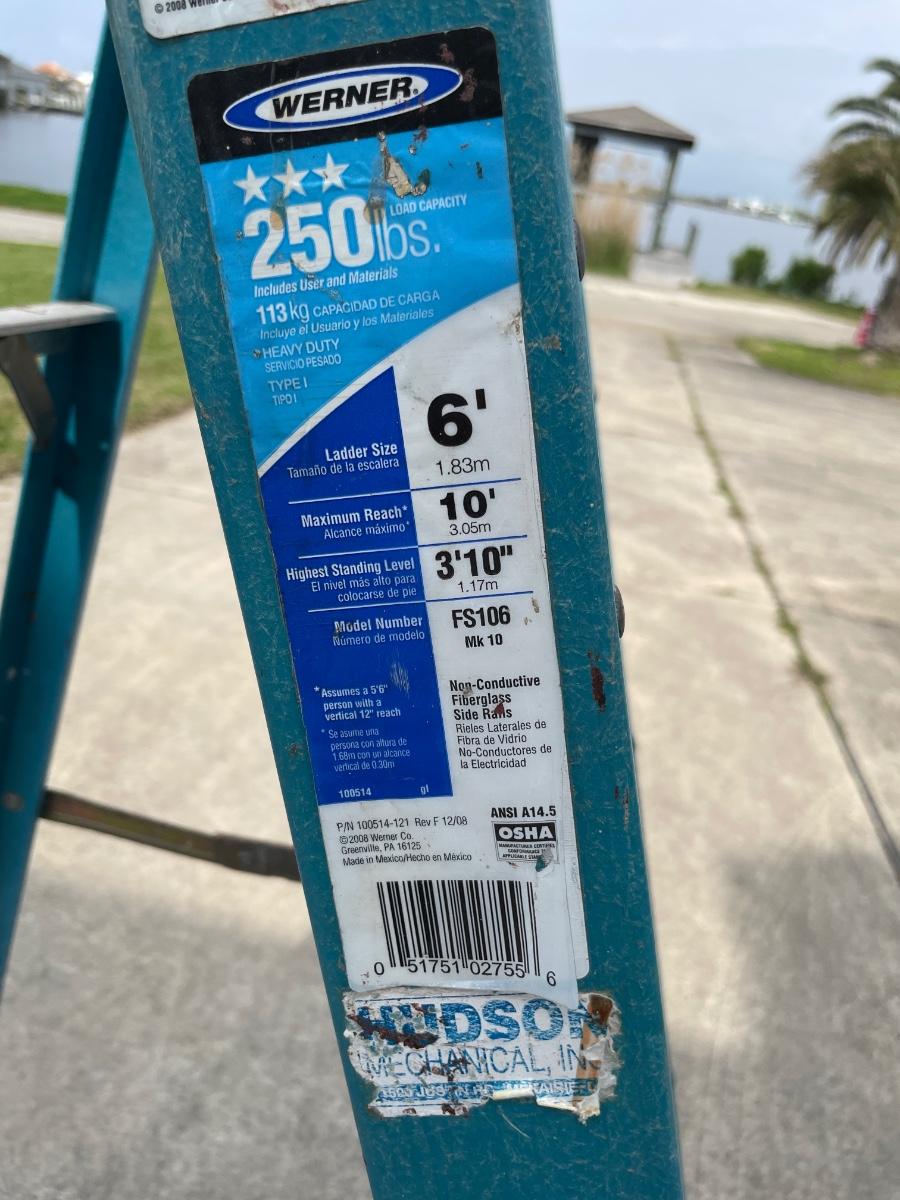 © 2008 Werner
WERNER®
250 lbs.
LOAD CAPACITY
Includes User and Materials
113 kg CAPACIDAD DE CARGA
Incluye el Usuario y los Materiales
HEAVY DUTY
SERVICIO PESADO
TYPE I
TIPO I
Ladder Size
Tamaño de la escalera
6'
1.83m
Maximum Reach*
Alcance máximo*
10'
3.05m
Highest Standing Level
El nivel más alto para
colocarse de pie
3'10"
1.17m
Model Number
Número de modelo
FS106
Mk 10
*Assumes a 5'6"
person with a
vertical 12" reach
* Se asume una
persona con altura de
1.68m con un alcance
vertical de 0.30m
100514 gl
Non-Conductive
Fiberglass
Side Rails
Rieles Laterales de
Fibra de Vidrio
No-Conductores de
la Electricidad
P/N 100514-121 Rev F 12/08
©2008 Werner Co.
Greenville, PA 16125
Made in Mexico/Hecho en México
ANSI A14.5
OSHA
MANUFACTURER CERTIFIES
0 51751 02755 6
HUDSON
MECHANICAL, INC